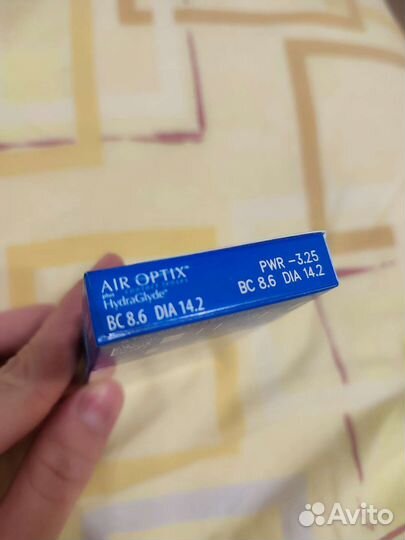 AIR OPTIX™
plus
HydraGlyde®
BC 8.6 DIA 14.2
PWR -3.25
BC 8.6 DIA 14.2
Avito